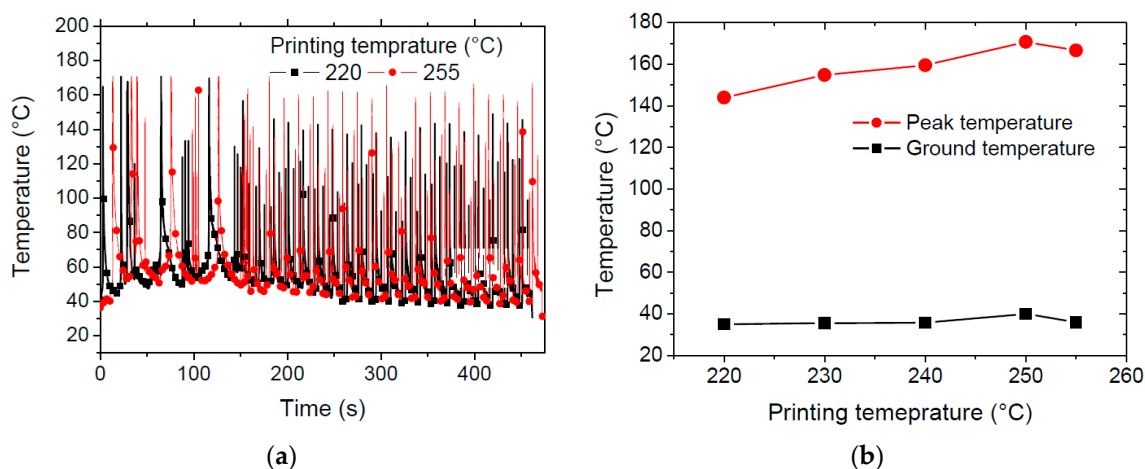 Printing temprature (°C)
220 255
Temperature (°C)
200
180
160
140
120
100
80
60
40
20
0 100 200 300 400
Time (s)
(a)
Temperature (°C)
180
160
140
120
100
80
60
40
20
Peak temperature
Ground temperature
220 230 240 250 260
Printing temeprature (°C)
(b)